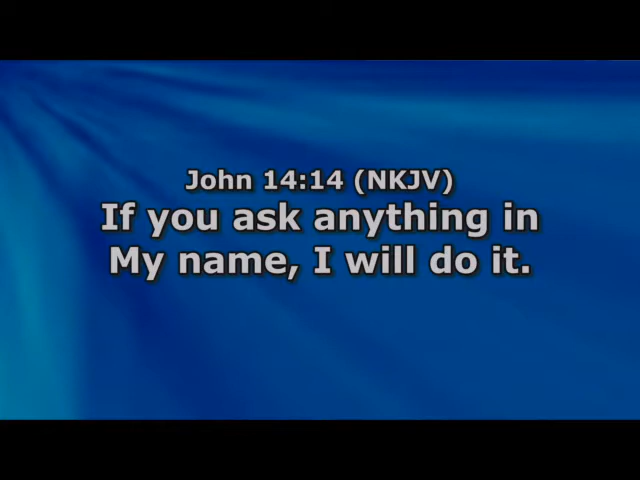 John 14:14 (NKJV)
If you ask anything in
My name, I will do it.